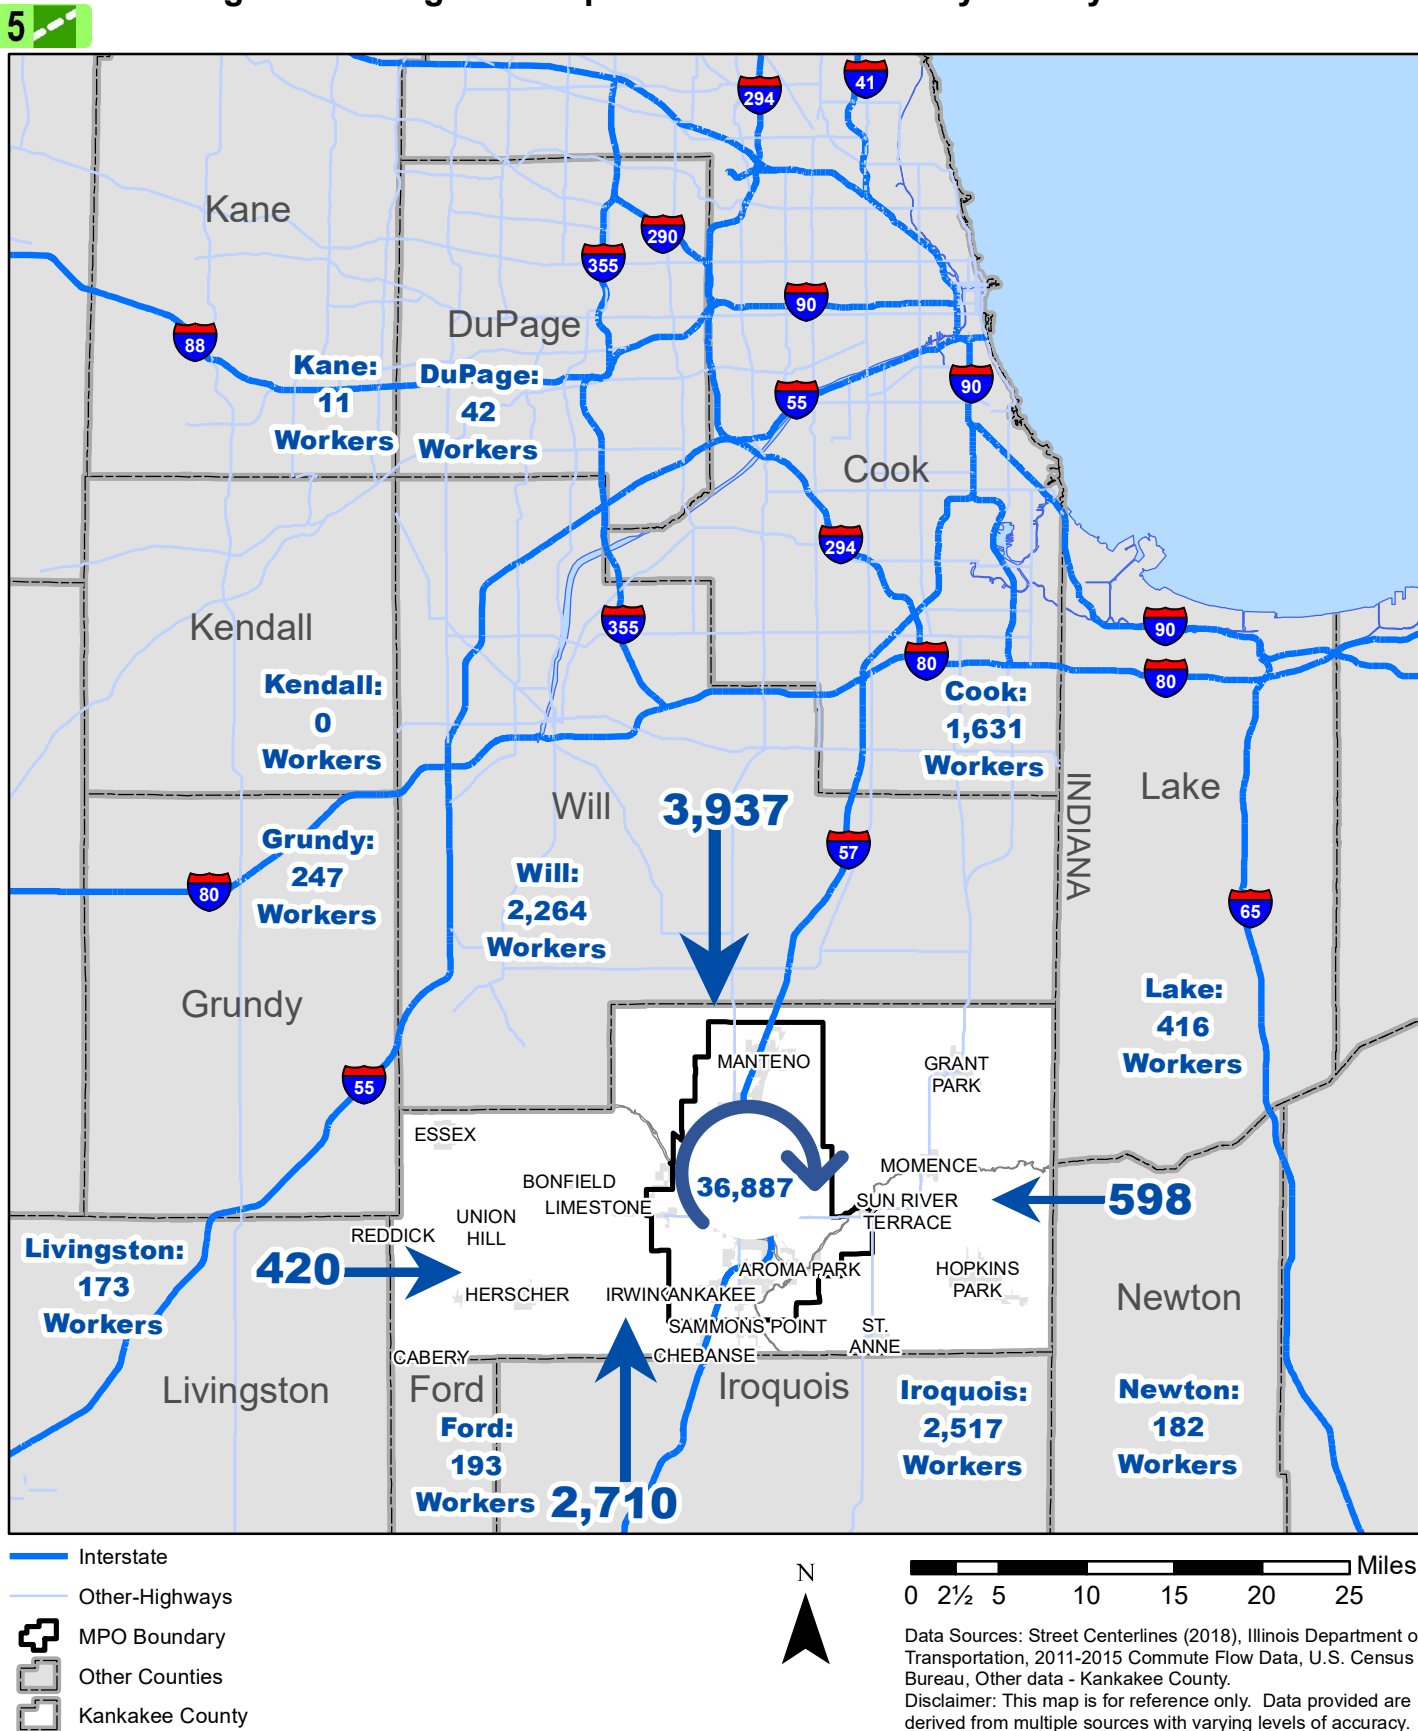 5
294
41
Kane
290
355
DuPage
90
88
Kane:
11
Workers
DuPage:
42
Workers
55
90
Cook
294
Kendall
355
90
80
80
Kendall:
0
Workers
Cook:
1,631
Workers
INDIANA
Lake
Will
3,937
Grundy:
247
Workers
57
80
Will:
2,264
Workers
65
Grundy
Lake:
416
Workers
55
MANTENO
GRANT
PARK
ESSEX
BONFIELD
LIMESTONE
36,887
MOMENCE
SUN RIVER
TERRACE
598
UNION
HILL
REDDICK
Livingston:
173
Workers
420
HERSCHER
IRWIN
KANKAKEE
AROMA PARK
HOPKINS
PARK
Newton
SAMMONS POINT
ST.
ANNE
CABERY
CHEBANSE
Livingston
Ford
Iroquois
Ford:
193
Workers
2,710
Iroquois:
2,517
Workers
Newton:
182
Workers
Interstate
Other-Highways
MPO Boundary
Other Counties
Kankakee County
N
Miles
0 2½ 5 10 15 20 25
Data Sources: Street Centerlines (2018), Illinois Department o
Transportation, 2011-2015 Commute Flow Data, U.S. Census
Bureau, Other data - Kankakee County.
Disclaimer: This map is for reference only. Data provided are
derived from multiple sources with varying levels of accuracy.